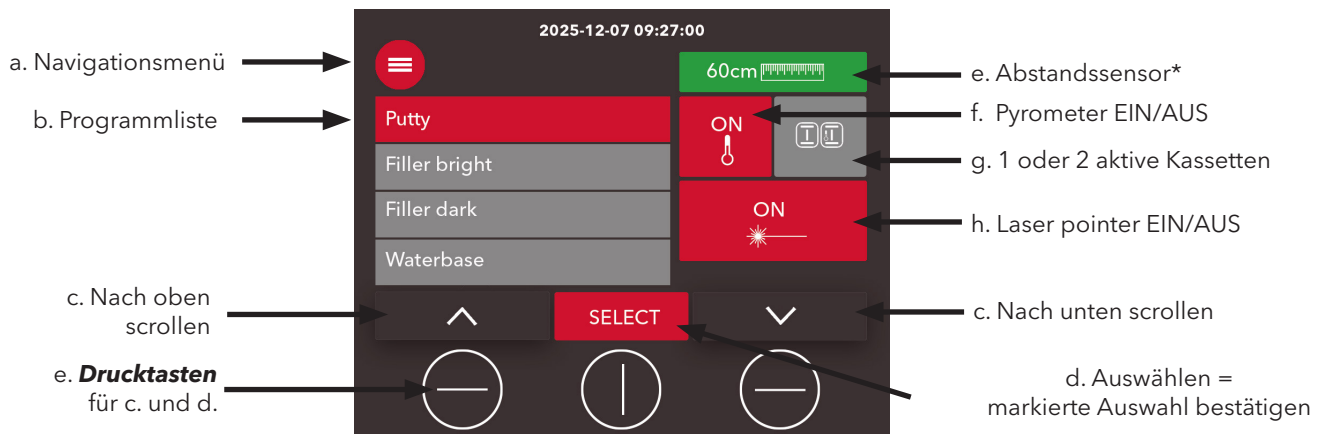 2025-12-07 09:27:00
a. Navigationsmenü
60cm
e. Abstandssensor*
b. Programmliste
Putty
ON
f. Pyrometer EIN/AUS
Filler bright
g. 1 oder 2 aktive Kassetten
Filler dark
ON
h. Laser pointer EIN/AUS
Waterbase
c. Nach oben
scrollen
SELECT
c. Nach unten scrollen
e. Drucktasten
für c. und d.
d. Auswählen =
markierte Auswahl bestätigen